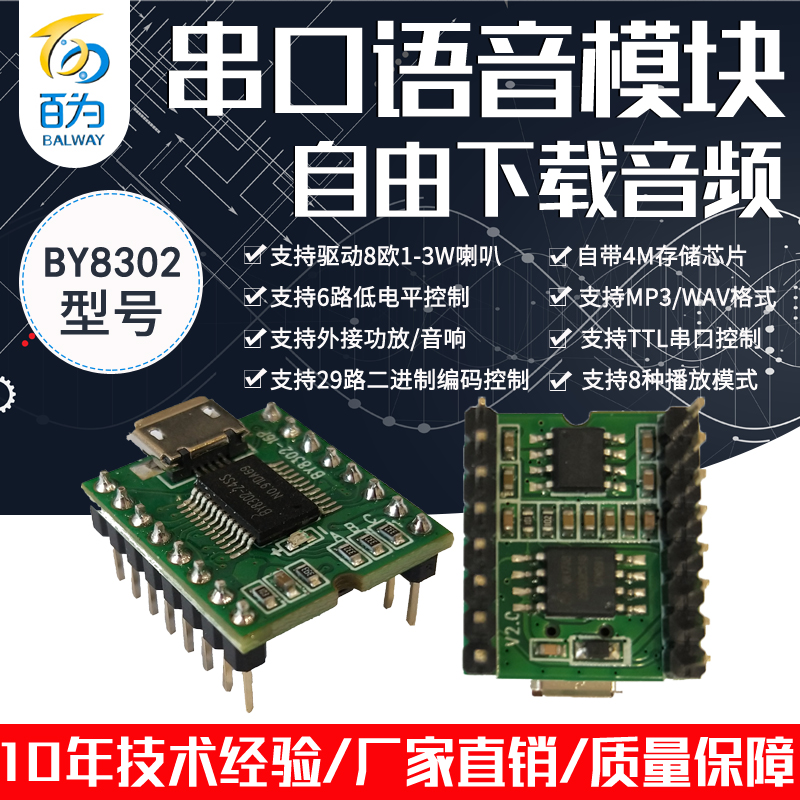 百为
BALWAY
串口语音模块
自由下载音频
BY8302
型号
支持驱动8欧1-3W喇叭
自带4M存储芯片
支持6路低电平控制
支持MP3/WAV格式
支持外接功放/音响
支持TTL串口控制
支持29路二进制编码控制
支持8种播放模式
BY8302-16P
BY8302-24SS
V2.0
10年技术经验/厂家直销/质量保障